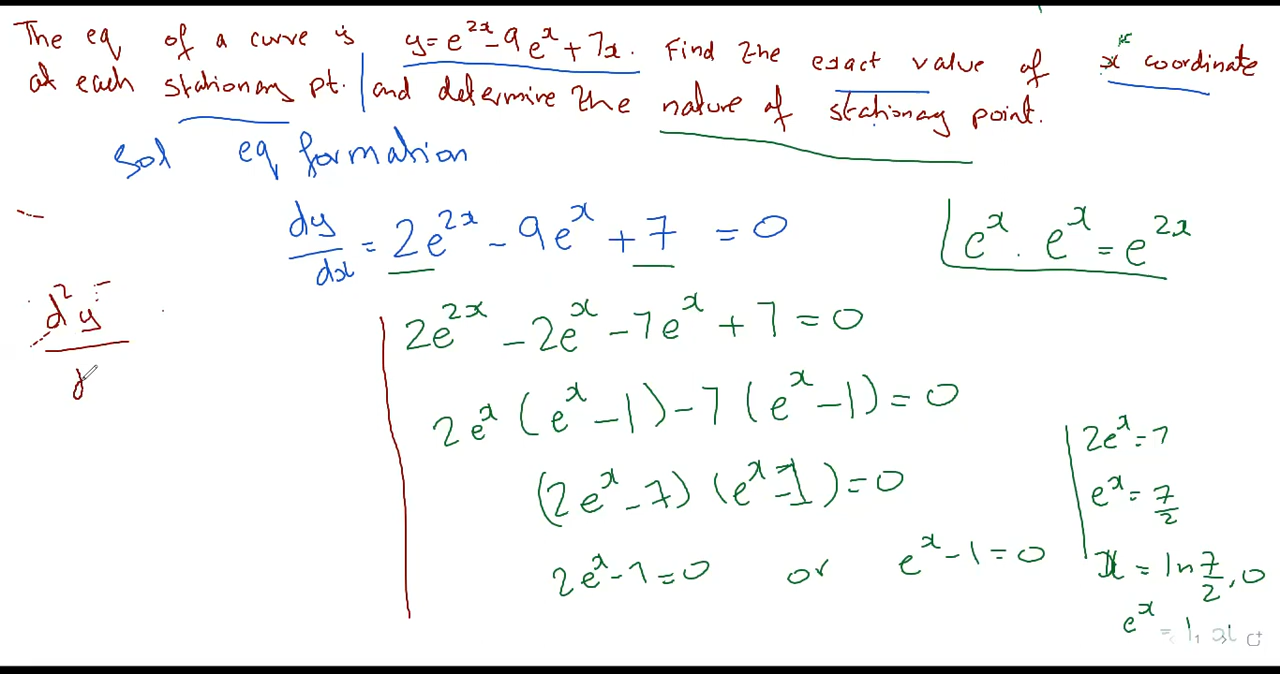 The eq of a curve is y=e^{2x}-9e^x+7x. Find the exact value of x coordinate
at each stationary pt. and determine the nature of stationary point.
Sol eq formation
dy/dx = 2e^{2x} - 9e^x + 7 = 0
e^x . e^x = e^{2x}
d²y
2e^{2x} - 2e^x - 7e^x + 7 = 0
2e^x (e^x - 1) - 7 (e^x - 1) = 0
(2e^x - 7) (e^x - 1) = 0
2e^x - 7 = 0 or e^x - 1 = 0
2e^x = 7
e^x = 7/2
x = ln 7/2, 0
e^x = 1,